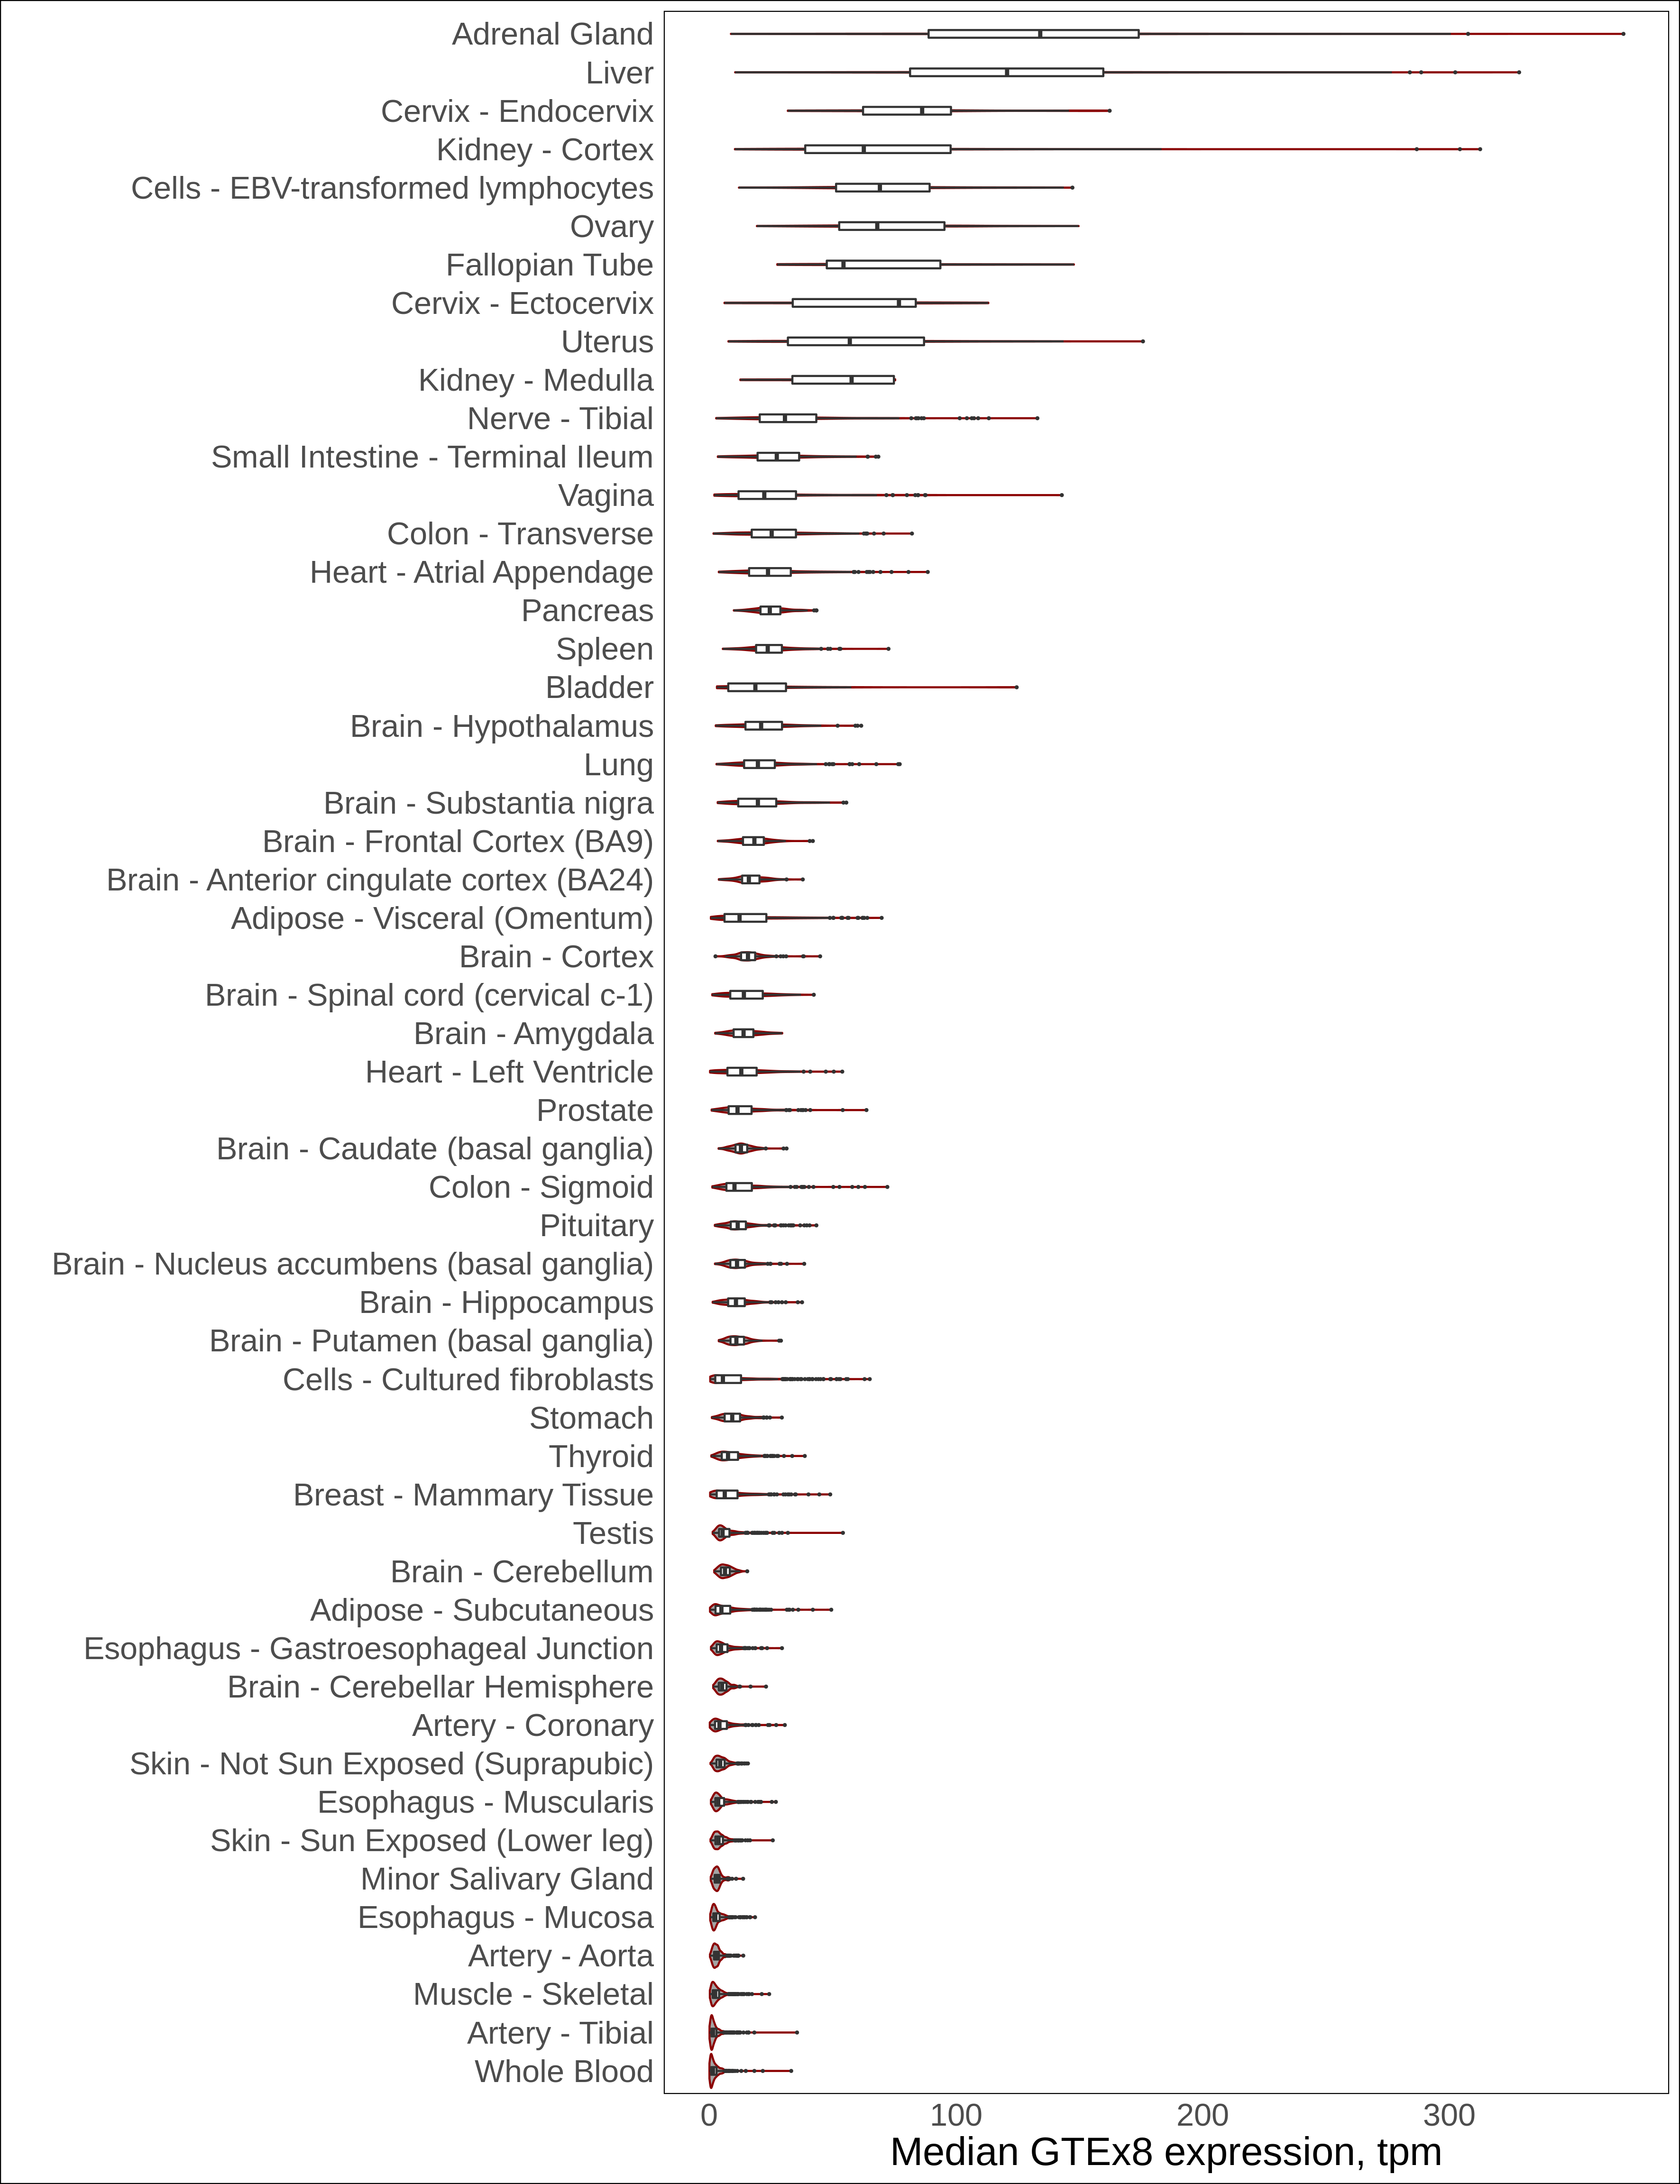 Adrenal Gland
Liver
Cervix - Endocervix
Kidney - Cortex
Cells - EBV-transformed lymphocytes
Ovary
Fallopian Tube
Cervix - Ectocervix
Uterus
Kidney - Medulla
Nerve - Tibial
Small Intestine - Terminal Ileum
Vagina
Colon - Transverse
Heart - Atrial Appendage
Pancreas
Spleen
Bladder
Brain - Hypothalamus
Lung
Brain - Substantia nigra
Brain - Frontal Cortex (BA9)
Brain - Anterior cingulate cortex (BA24)
Adipose - Visceral (Omentum)
Brain - Cortex
Brain - Spinal cord (cervical c-1)
Brain - Amygdala
Heart - Left Ventricle
Prostate
Brain - Caudate (basal ganglia)
Colon - Sigmoid
Pituitary
Brain - Nucleus accumbens (basal ganglia)
Brain - Hippocampus
Brain - Putamen (basal ganglia)
Cells - Cultured fibroblasts
Stomach
Thyroid
Breast - Mammary Tissue
Testis
Brain - Cerebellum
Adipose - Subcutaneous
Esophagus - Gastroesophageal Junction
Brain - Cerebellar Hemisphere
Artery - Coronary
Skin - Not Sun Exposed (Suprapubic)
Esophagus - Muscularis
Skin - Sun Exposed (Lower leg)
Minor Salivary Gland
Esophagus - Mucosa
Artery - Aorta
Muscle - Skeletal
Artery - Tibial
Whole Blood
0 100 200 300
Median GTEx8 expression, tpm